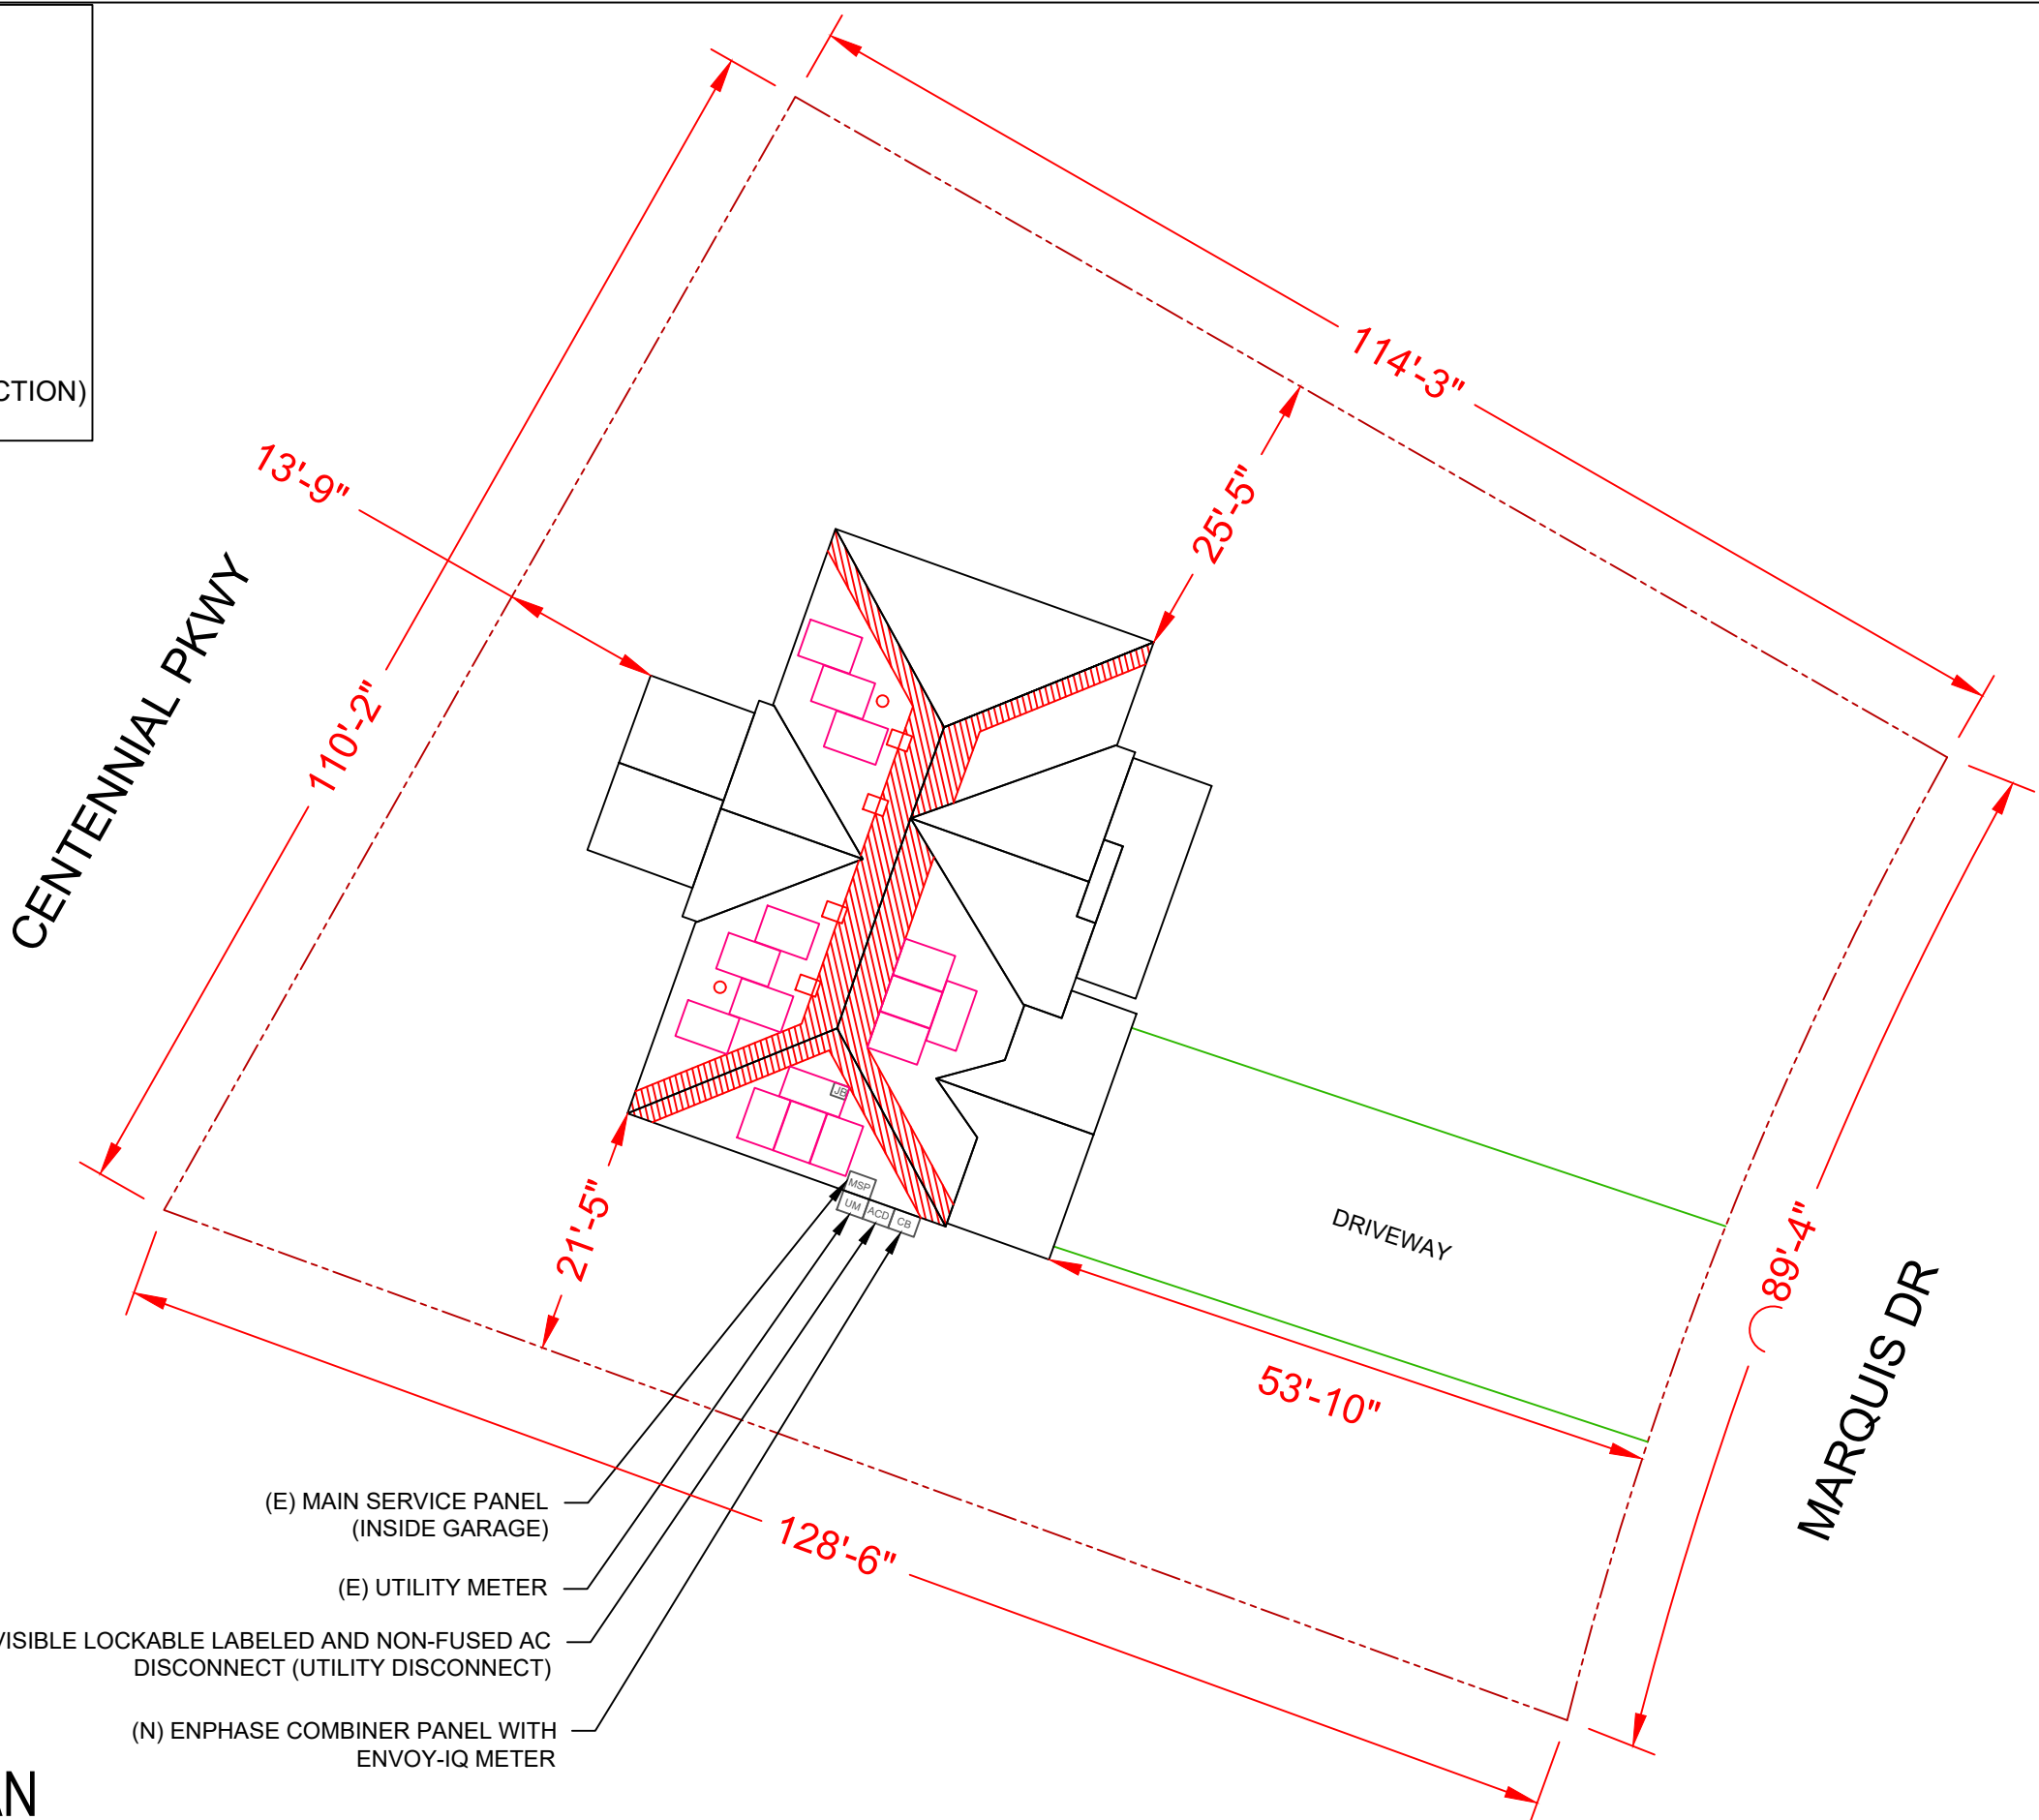 CTION)
114'-3"
13'-9"
25'-5"
CENTENNIAL PKWY
110'-2"
JB
MSP
UM
ACD
CB
21'-5"
DRIVEWAY
89'-4"
53'-10"
MARQUIS DR
(E) MAIN SERVICE PANEL
(INSIDE GARAGE)
128'-6"
(E) UTILITY METER
VISIBLE LOCKABLE LABELED AND NON-FUSED AC
DISCONNECT (UTILITY DISCONNECT)
(N) ENPHASE COMBINER PANEL WITH
ENVOY-IQ METER
AN